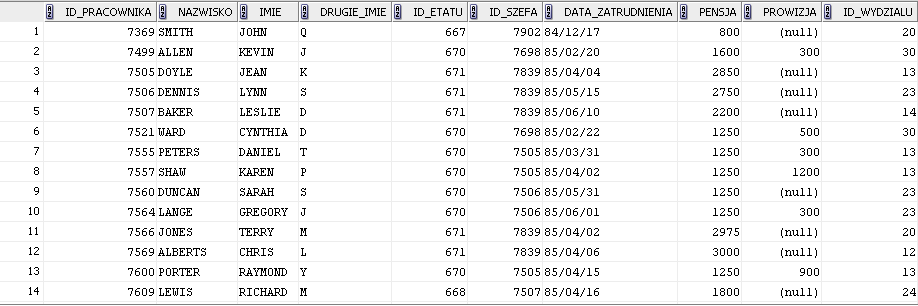 ID_PRACOWNIKA NAZWISKO IMIE DRUGIE_IMIE ID_ETATU ID_SZEFA DATA_ZATRUDNIENIA PENSJA PROWIZJA ID_WYDZIALU
1 7369 SMITH JOHN Q 667 7902 84/12/17 800 (null) 20
2 7499 ALLEN KEVIN J 670 7698 85/02/20 1600 300 30
3 7505 DOYLE JEAN K 671 7839 85/04/04 2850 (null) 13
4 7506 DENNIS LYNN S 671 7839 85/05/15 2750 (null) 23
5 7507 BAKER LESLIE D 671 7839 85/06/10 2200 (null) 14
6 7521 WARD CYNTHIA D 670 7698 85/02/22 1250 500 30
7 7555 PETERS DANIEL T 670 7505 85/03/31 1250 300 13
8 7557 SHAW KAREN P 670 7505 85/04/02 1250 1200 13
9 7560 DUNCAN SARAH S 670 7506 85/05/31 1250 (null) 23
10 7564 LANGE GREGORY J 670 7506 85/06/01 1250 300 23
11 7566 JONES TERRY M 671 7839 85/04/02 2975 (null) 20
12 7569 ALBERTS CHRIS L 671 7839 85/04/06 3000 (null) 12
13 7600 PORTER RAYMOND Y 670 7505 85/04/15 1250 900 13
14 7609 LEWIS RICHARD M 668 7507 85/04/16 1800 (null) 24